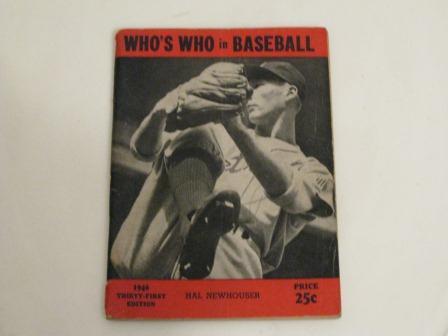 WHO'S WHO in BASEBALL
1946
THIRTY-FIRST
EDITION
HAL NEWHOUSER
PRICE
25c